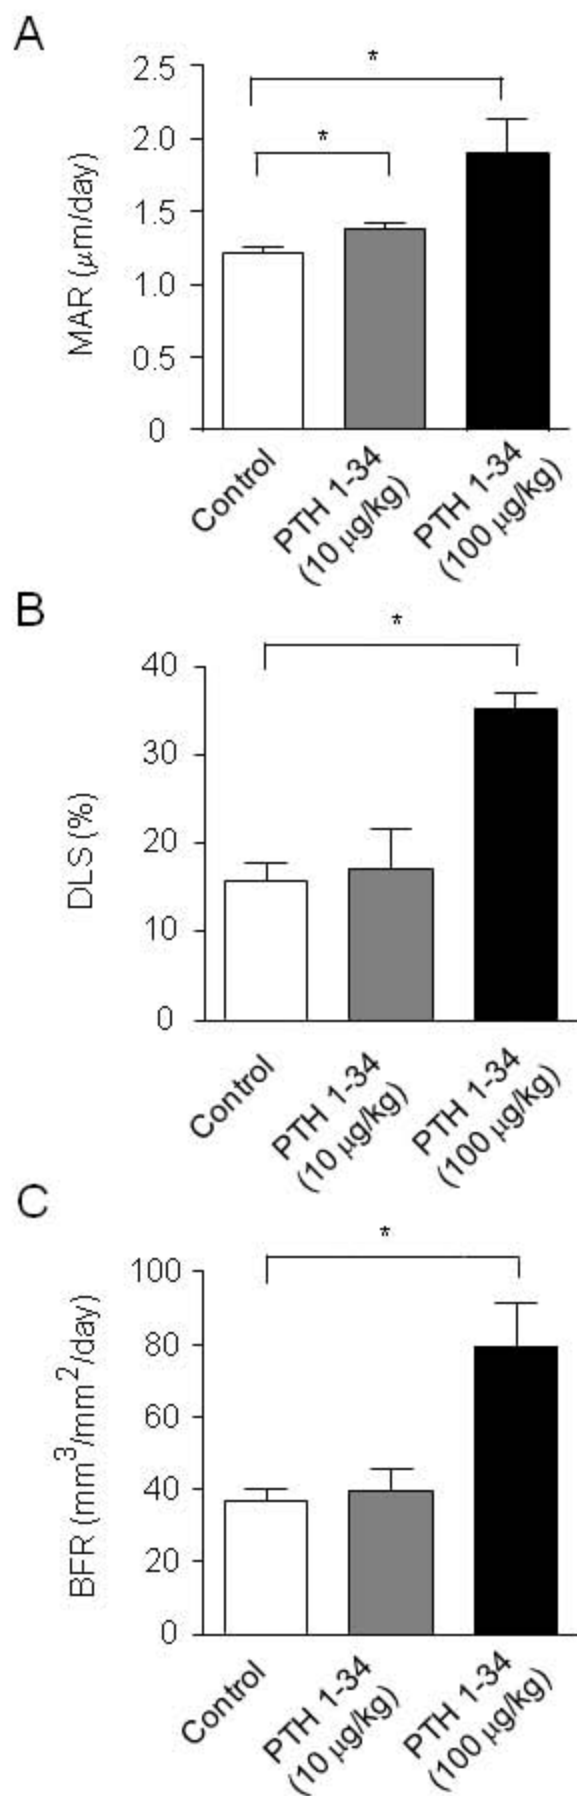 A
*
*
2.5
2.0
1.5
1.0
0.5
0
MAR (μm/day)
Control
PTH 1-34
(10 μg/kg)
PTH 1-34
(100 μg/kg)
B
*
40
30
20
10
0
DLS (%)
Control
PTH 1-34
(10 μg/kg)
PTH 1-34
(100 μg/kg)
C
*
100
80
60
40
20
0
BFR (mm³/mm²/day)
Control
PTH 1-34
(10 μg/kg)
PTH 1-34
(100 μg/kg)